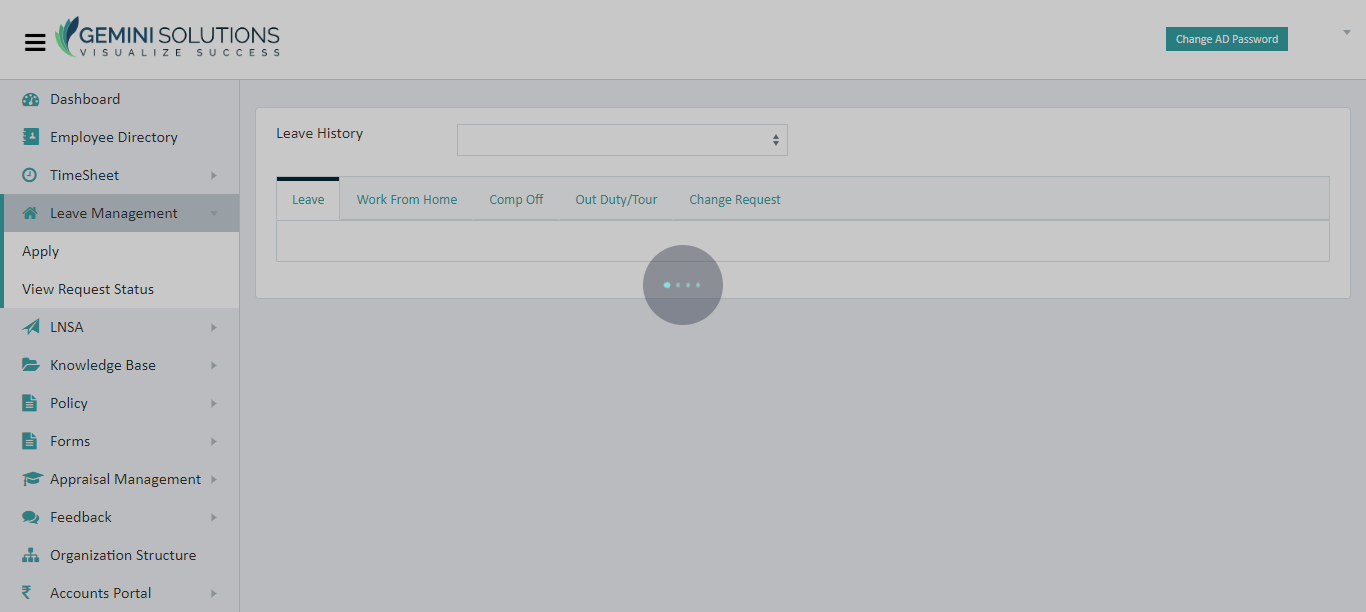 GEMINI SOLUTIONS
VISUALIZE SUCCESS
Change AD Password
Dashboard
Employee Directory
TimeSheet
Leave Management
Apply
View Request Status
LNSA
Knowledge Base
Policy
Forms
Appraisal Management
Feedback
Organization Structure
₹ Accounts Portal
Leave History
Leave Work From Home Comp Off Out Duty/Tour Change Request